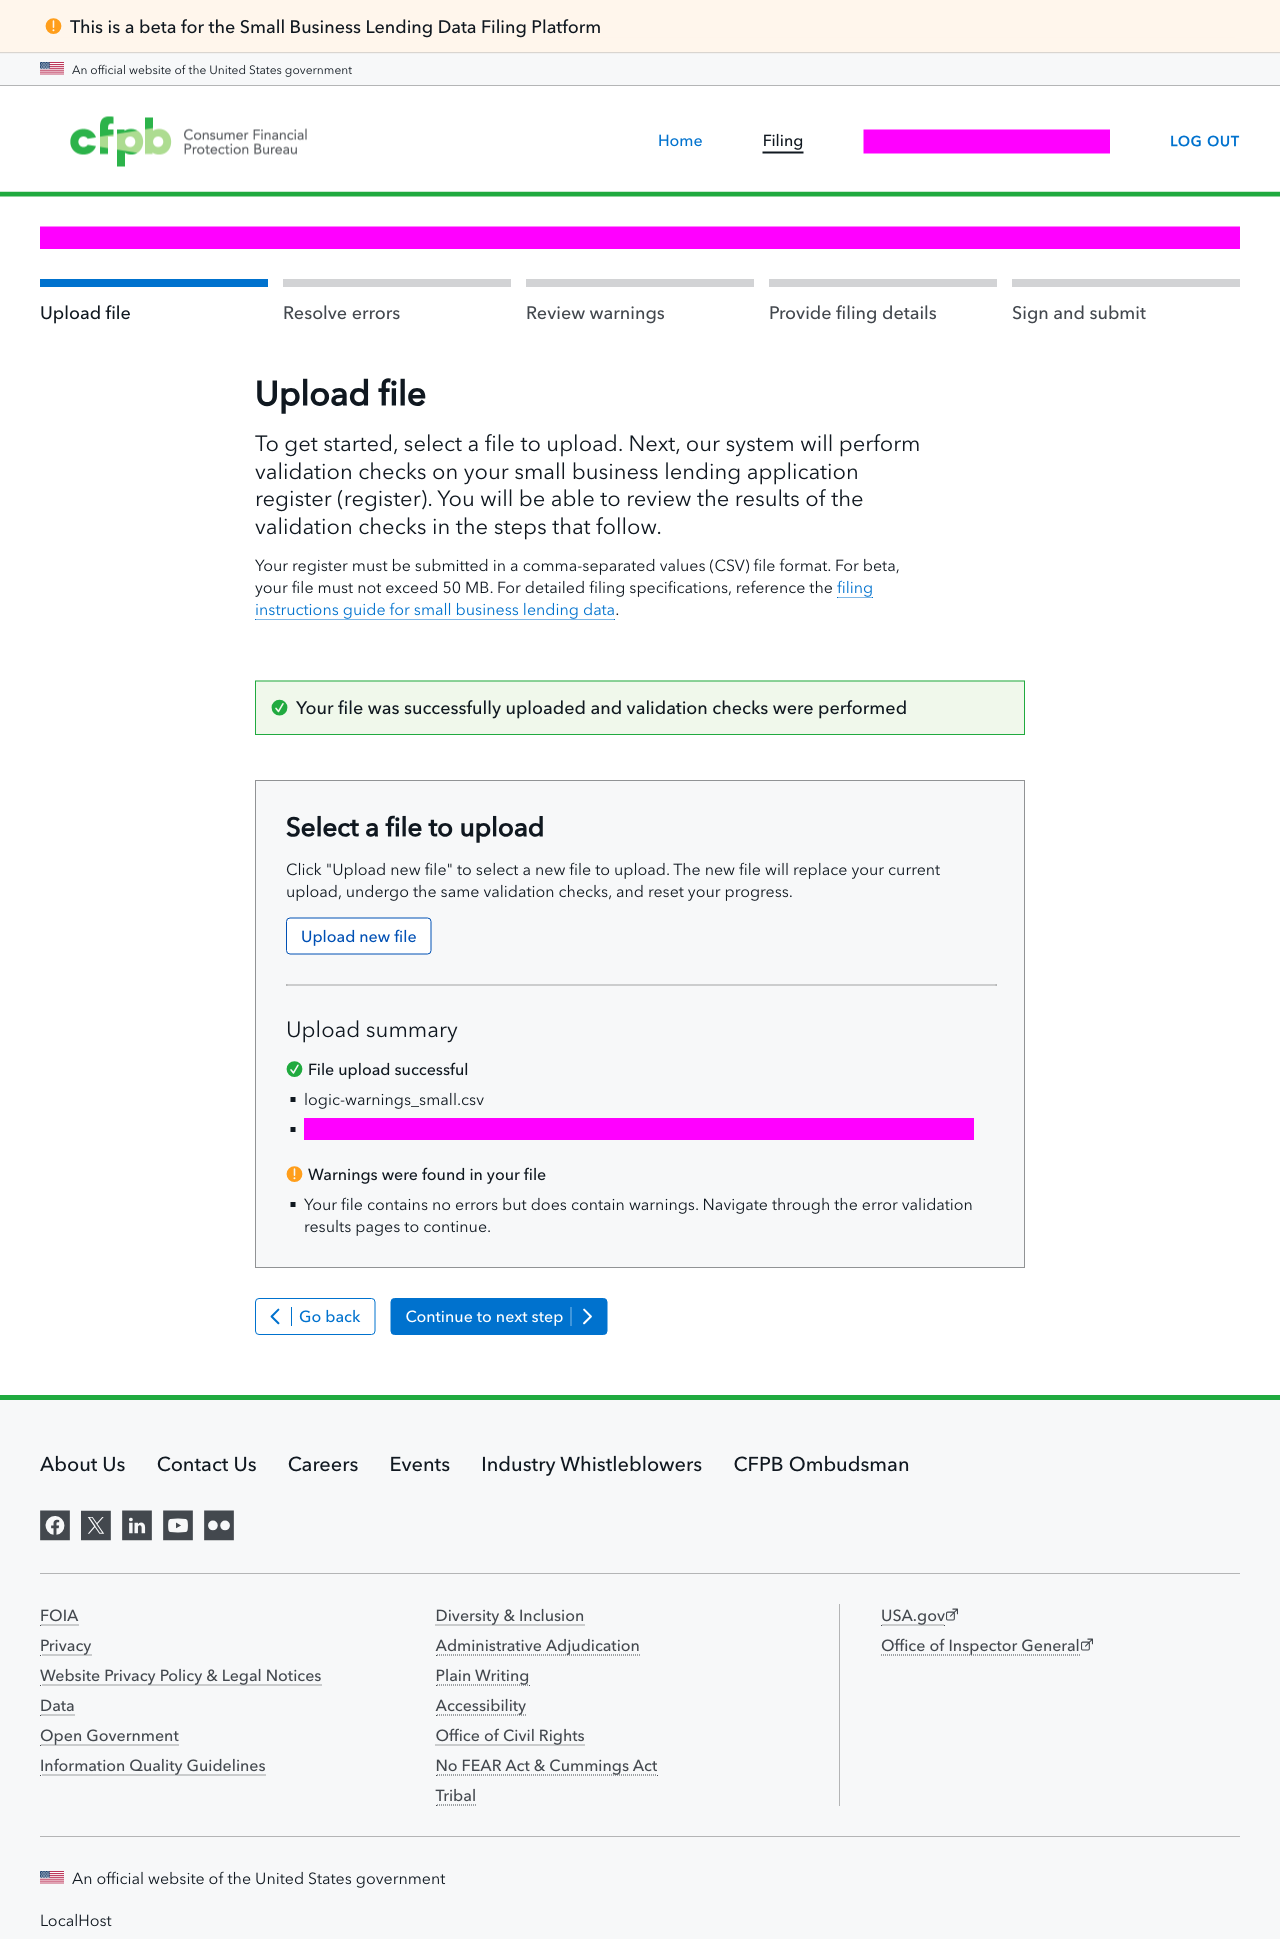 This is a beta for the Small Business Lending Data Filing Platform
An official website of the United States government
cfpb Consumer Financial
Protection Bureau
Home
Filing
LOG OUT
Upload file
Resolve errors
Review warnings
Provide filing details
Sign and submit
Upload file
To get started, select a file to upload. Next, our system will perform
validation checks on your small business lending application
register (register). You will be able to review the results of the
validation checks in the steps that follow.
Your register must be submitted in a comma-separated values (CSV) file format. For beta,
your file must not exceed 50 MB. For detailed filing specifications, reference the filing
instructions guide for small business lending data.
Your file was successfully uploaded and validation checks were performed
Select a file to upload
Click "Upload new file" to select a new file to upload. The new file will replace your current
upload, undergo the same validation checks, and reset your progress.
Upload new file
Upload summary
File upload successful
logic-warnings_small.csv
Warnings were found in your file
Your file contains no errors but does contain warnings. Navigate through the error validation
results pages to continue.
Go back
Continue to next step
About Us
Contact Us
Careers
Events
Industry Whistleblowers
CFPB Ombudsman
FOIA
Privacy
Website Privacy Policy & Legal Notices
Data
Open Government
Information Quality Guidelines
Diversity & Inclusion
Administrative Adjudication
Plain Writing
Accessibility
Office of Civil Rights
No FEAR Act & Cummings Act
Tribal
USA.gov
Office of Inspector General
An official website of the United States government
LocalHost